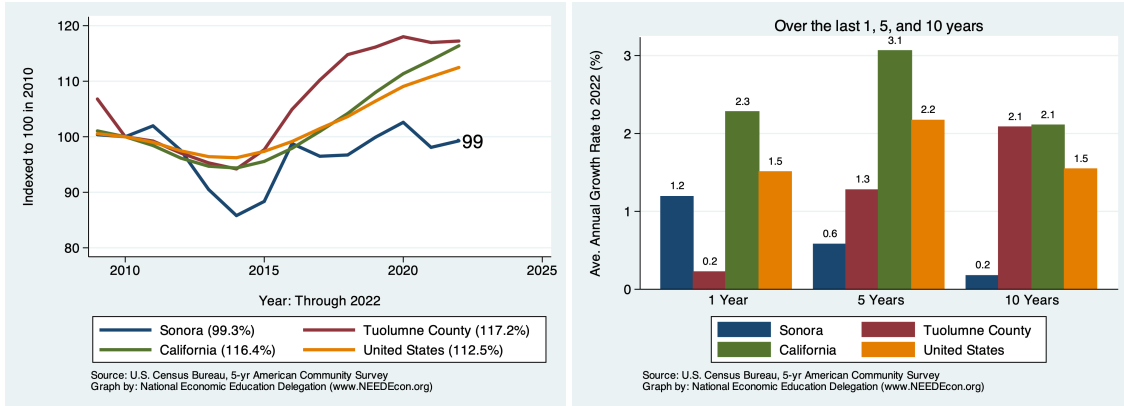 120
110
100
90
80
Indexed to 100 in 2010
99
2010
2015
2020
2025
Year: Through 2022
Sonora (99.3%)
Tuolumne County (117.2%)
California (116.4%)
United States (112.5%)
Source: U.S. Census Bureau, 5-yr American Community Survey
Graph by: National Economic Education Delegation (www.NEEDEcon.org)
Over the last 1, 5, and 10 years
3
2
1
0
Ave. Annual Growth Rate to 2022 (%)
1.2
0.2
2.3
1.5
0.6
1.3
3.1
2.2
0.2
2.1
2.1
1.5
1 Year
5 Years
10 Years
Sonora
Tuolumne County
California
United States
Source: U.S. Census Bureau, 5-yr American Community Survey
Graph by: National Economic Education Delegation (www.NEEDEcon.org)